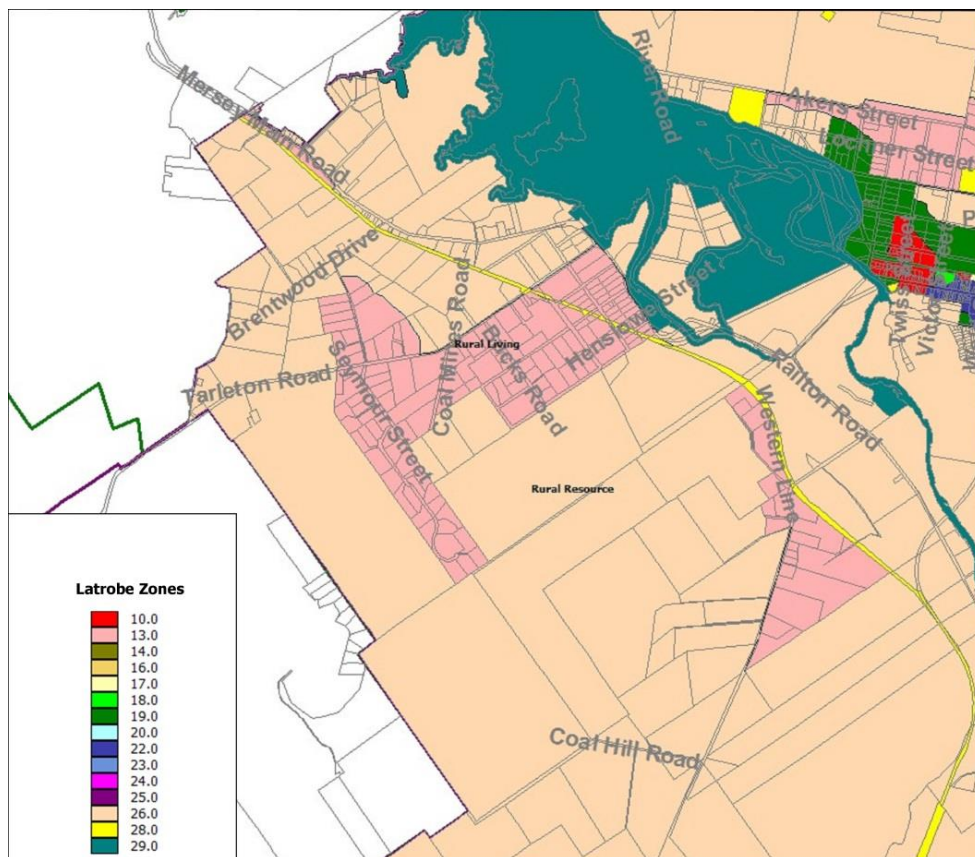 Mersey Main Road
River Road
Akers Street
Lochner Street
P
Brentwood Drive
Tarleton Road
Seymour Street
Coal Mines Road
Rural Living
Backs Road
Henslowe Street
Railton Road
Western Line
Rural Resource
Coal Hill Road
Latrobe Zones
10.0
13.0
14.0
16.0
17.0
18.0
19.0
20.0
22.0
23.0
24.0
25.0
26.0
28.0
29.0